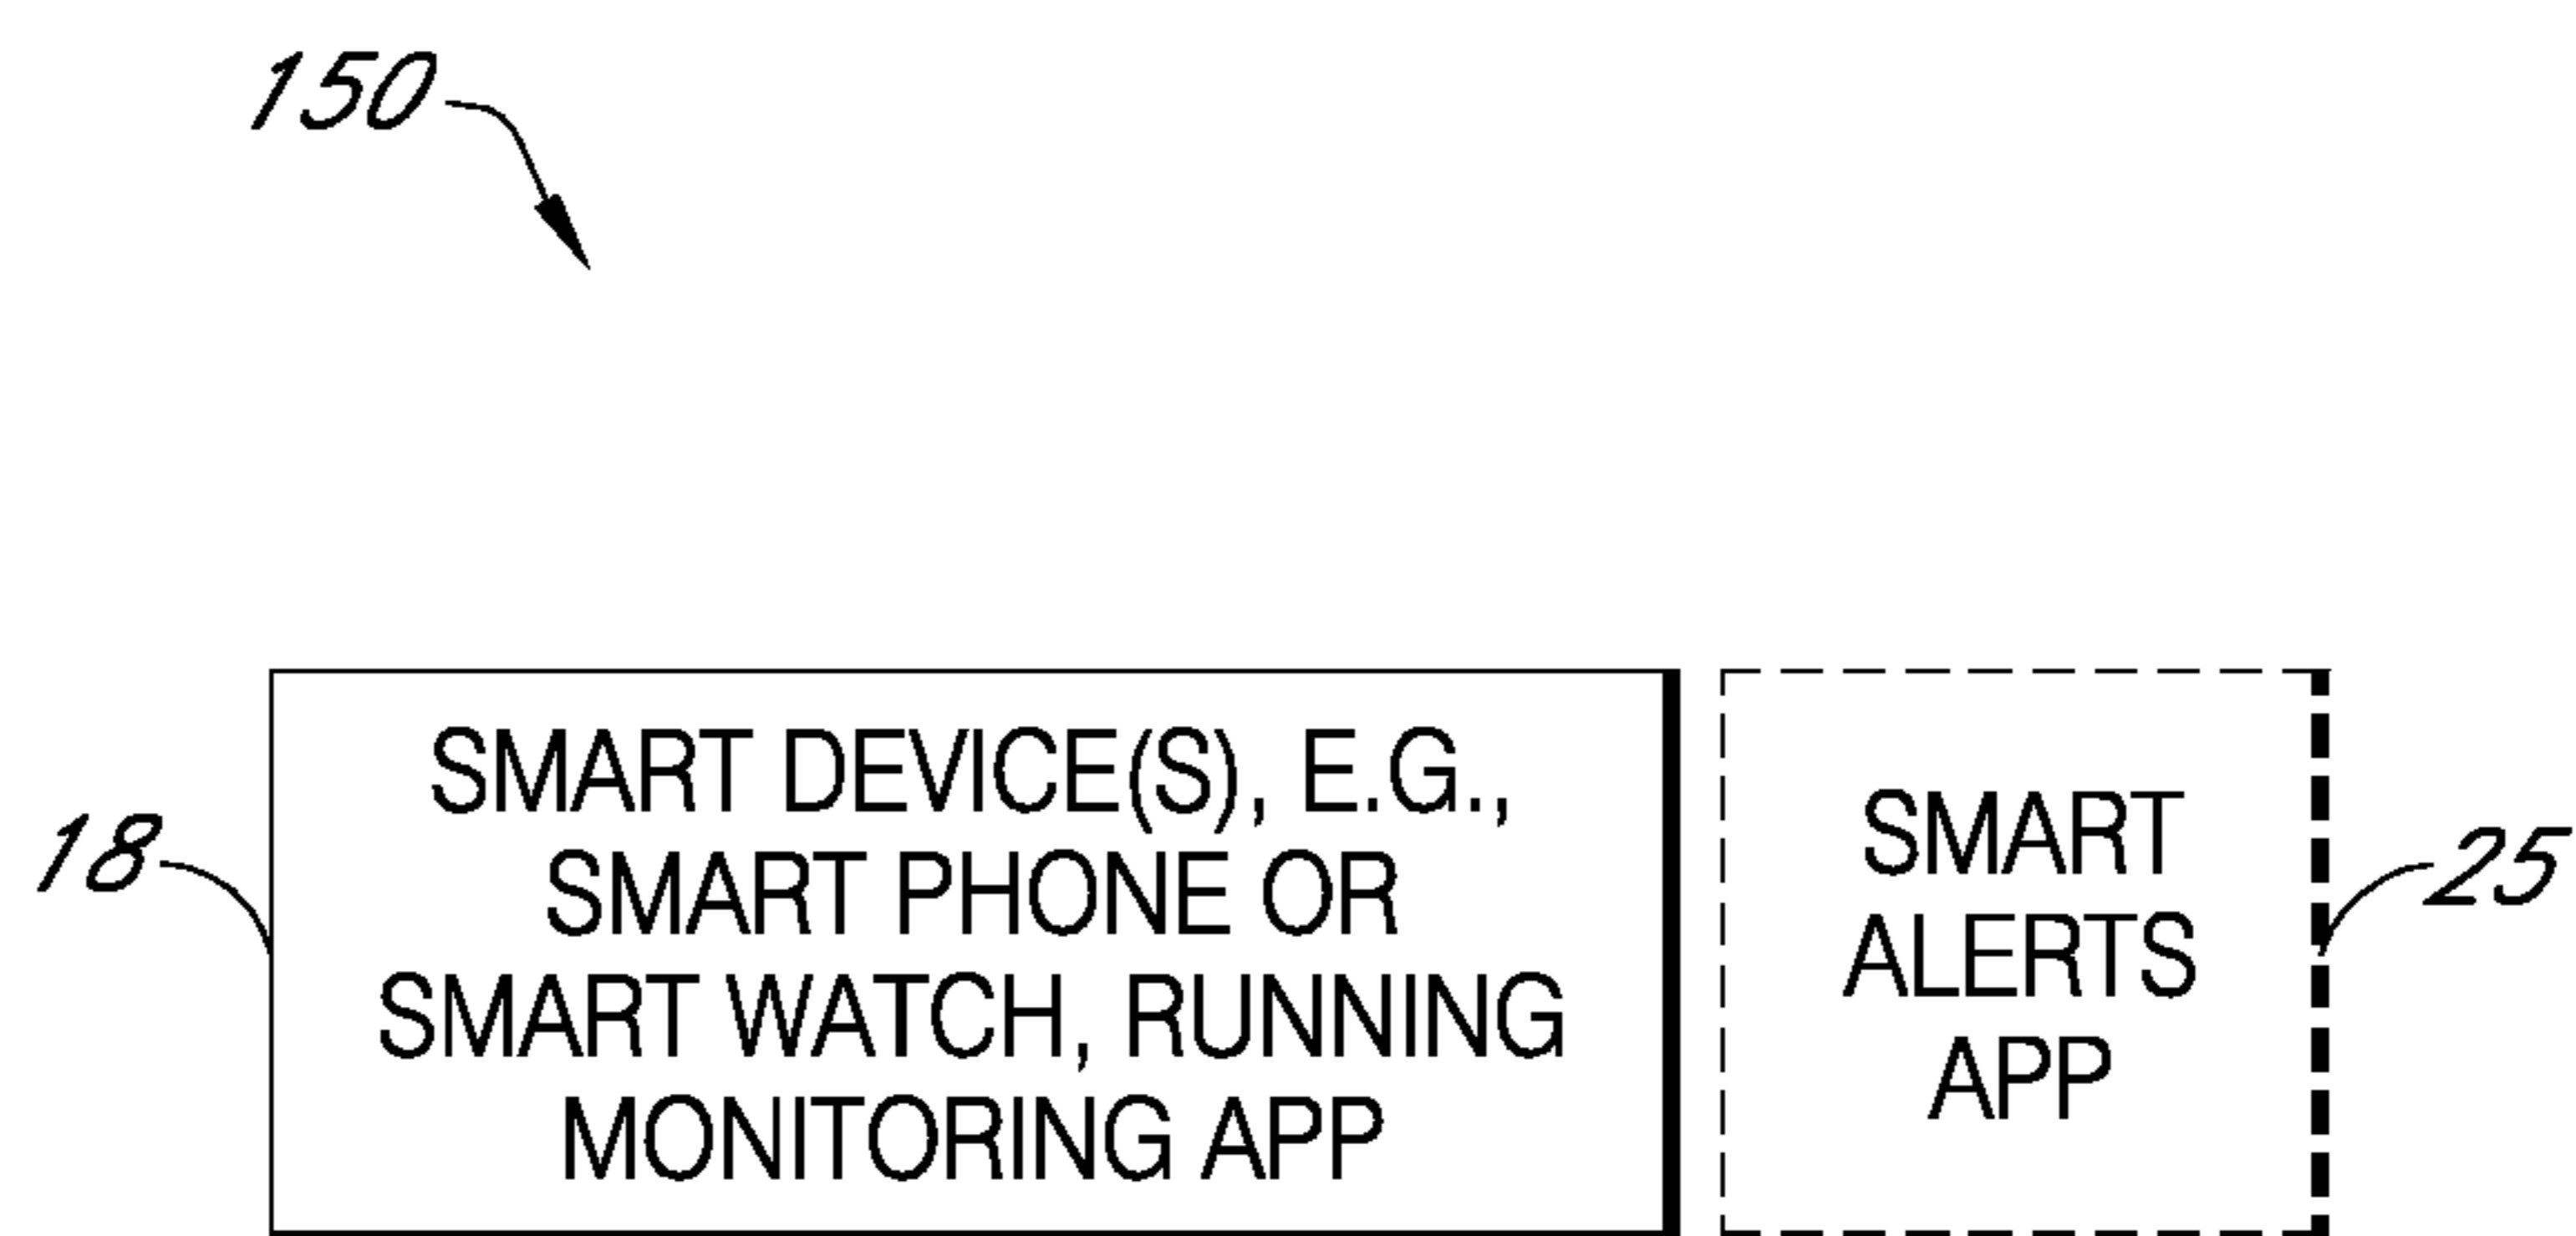 150
18
SMART DEVICE(S), E.G.,
SMART PHONE OR
SMART WATCH, RUNNING
MONITORING APP
SMART
ALERTS
APP
25